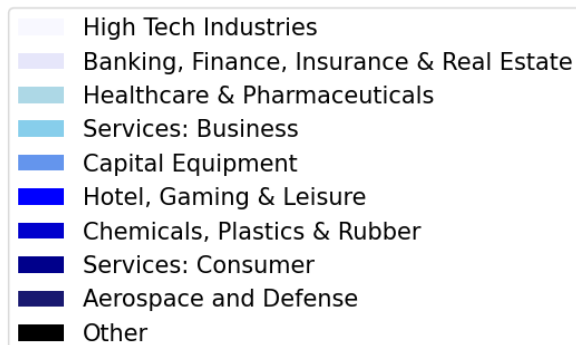 High Tech Industries
Banking, Finance, Insurance & Real Estate
Healthcare & Pharmaceuticals
Services: Business
Capital Equipment
Hotel, Gaming & Leisure
Chemicals, Plastics & Rubber
Services: Consumer
Aerospace and Defense
Other